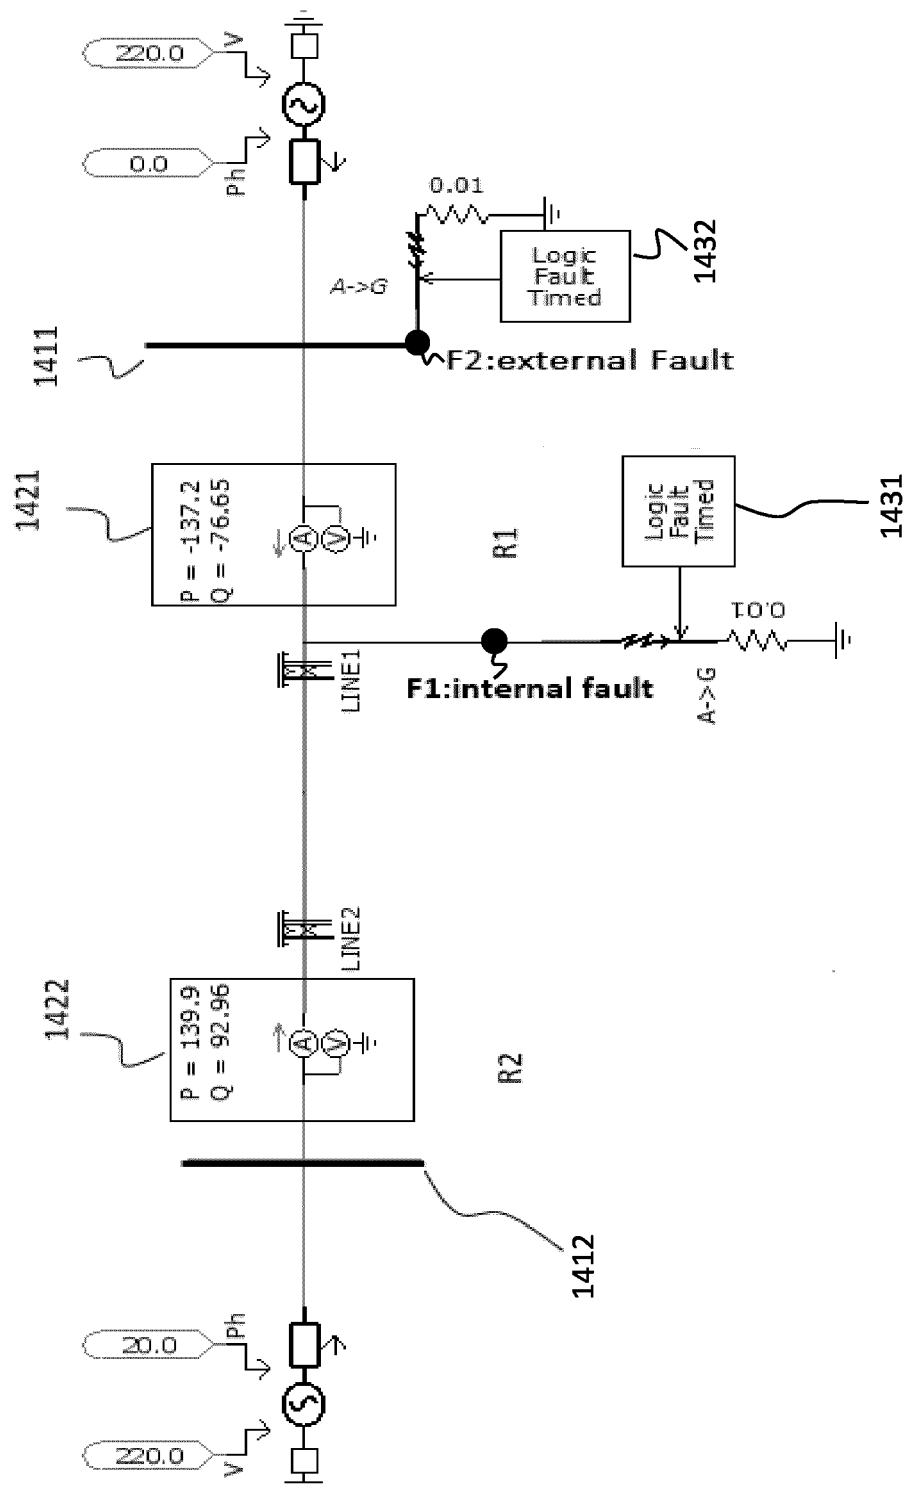 220.0
V
0.0
Ph
0.01
A->G
Logic
Fault
Timed
1432
1411
F2:external Fault
1421
P = -137.2
Q = -76.65
A
V
R1
Logic
Fault
Timed
1431
0.01
LINE1
F1:internal fault
A->G
LINE2
1422
P = 139.9
Q = 92.96
A
V
R2
1412
20.0
Ph
220.0
V